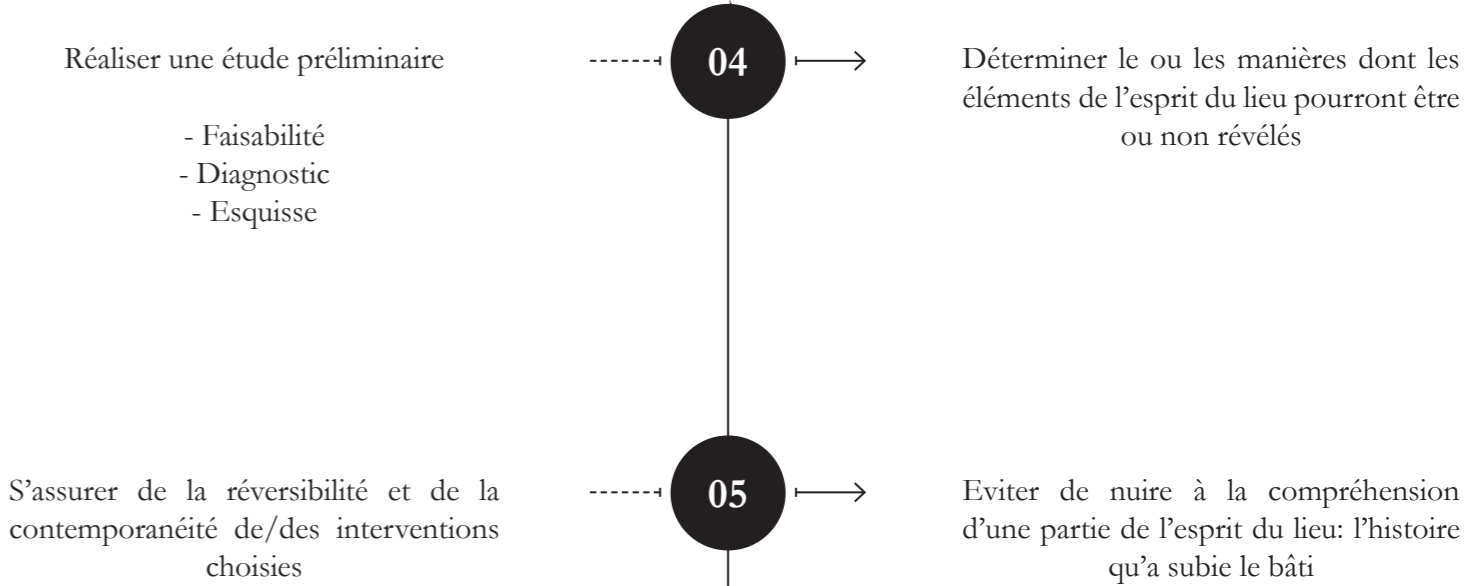 Réaliser une étude préliminaire
- Faisabilité
- Diagnostic
- Esquisse
04
Déterminer le ou les manières dont les
éléments de l’esprit du lieu pourront être
ou non révélés
S’assurer de la réversibilité et de la
contemporanéité de/des interventions
choisies
05
Eviter de nuire à la compréhension
d’une partie de l’esprit du lieu: l’histoire
qu’a subie le bâti